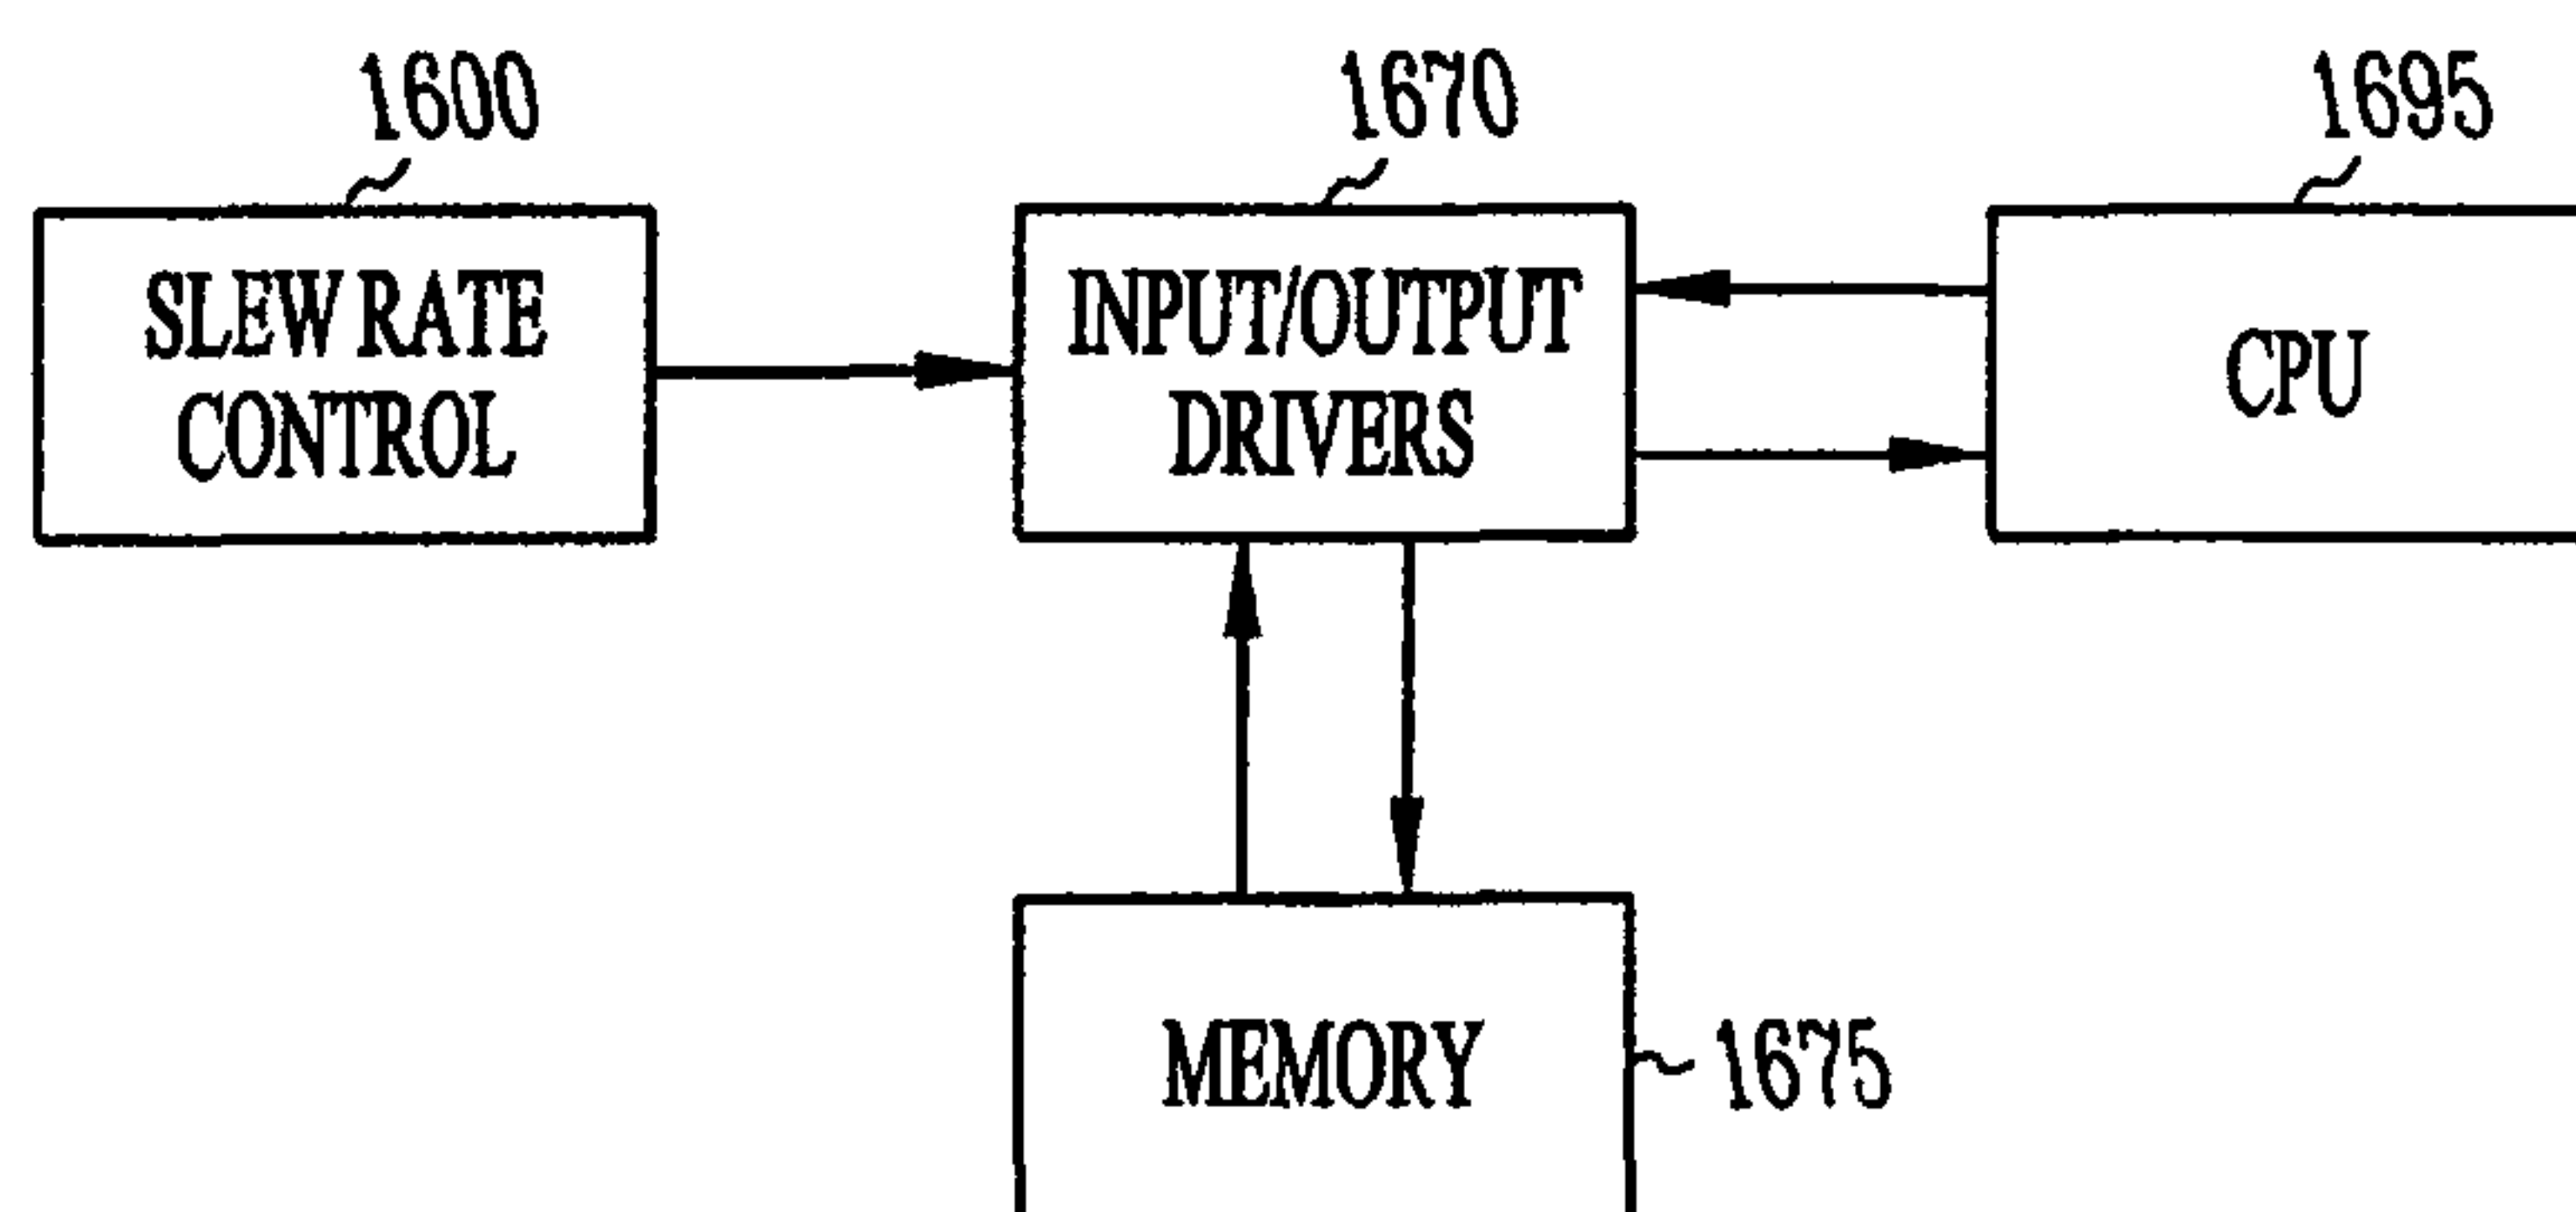 1600
1670
1695
SLEW RATE
CONTROL
INPUT/OUTPUT
DRIVERS
CPU
MEMORY
1675